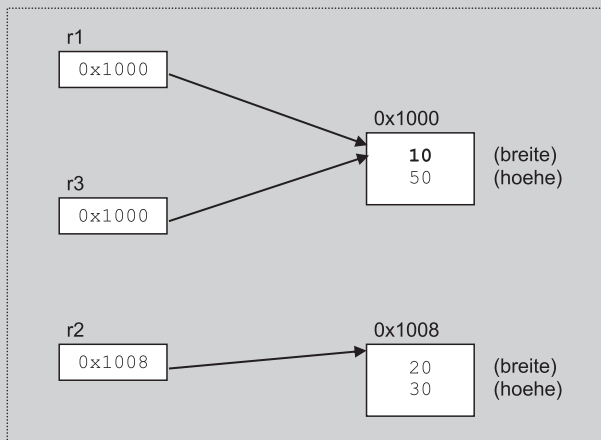 r1
0x1000
0x1000
10 (breite)
50 (hoehe)
r3
0x1000
r2
0x1008
0x1008
20 (breite)
30 (hoehe)